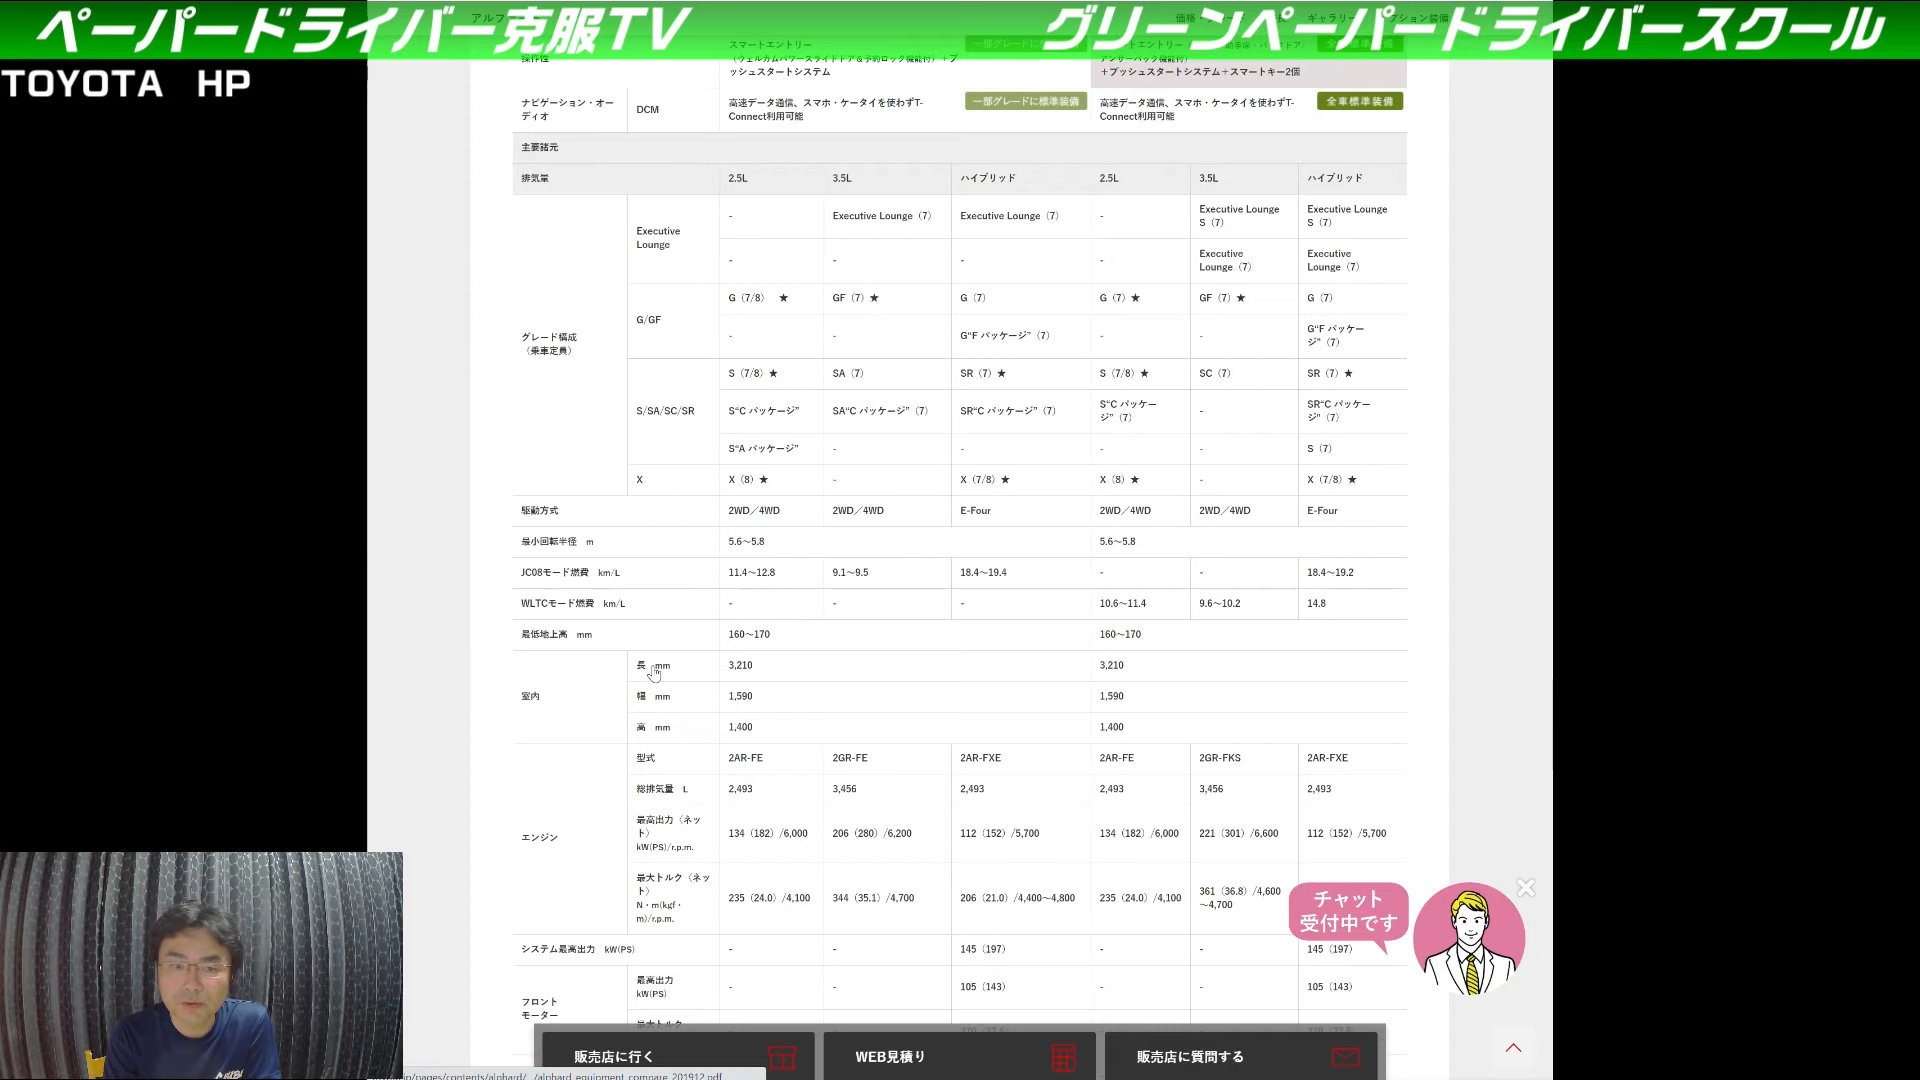 ペーパードライバー克服TV
グリーンペーパードライバースクール
TOYOTA HP
スマートエントリー
ッシュスタートシステム
＋プッシュスタートシステム＋スマートキー2個
ナビゲーション・オーディオ DCM 高速データ通信、スマホ・ケータイを使わずT-Connect利用可能 一部グレードに標準装備 高速データ通信、スマホ・ケータイを使わずT-Connect利用可能 全車標準装備
主要諸元
排気量 2.5L 3.5L ハイブリッド 2.5L 3.5L ハイブリッド
グレード構成（乗車定員）
Executive Lounge - Executive Lounge（7） Executive Lounge（7） - Executive Lounge S（7） Executive Lounge S（7）
- - - - Executive Lounge（7） Executive Lounge（7）
G/GF G（7/8） ★ GF（7）★ G（7） G（7）★ GF（7）★ G（7）
- - G“F パッケージ”（7） - - G“F パッケージ”（7）
S/SA/SC/SR S（7/8）★ SA（7） SR（7）★ S（7/8）★ SC（7） SR（7）★
S“C パッケージ” SA“C パッケージ”（7） SR“C パッケージ”（7） S“C パッケージ”（7） - SR“C パッケージ”（7）
S“A パッケージ” - - - - S（7）
X X（8）★ - X（7/8）★ X（8）★ - X（7/8）★
駆動方式 2WD／4WD 2WD／4WD E-Four 2WD／4WD 2WD／4WD E-Four
最小回転半径 m 5.6～5.8 5.6～5.8
JC08モード燃費 km/L 11.4～12.8 9.1～9.5 18.4～19.4 - - 18.4～19.2
WLTCモード燃費 km/L - - - 10.6～11.4 9.6～10.2 14.8
最低地上高 mm 160～170 160～170
室内
長 mm 3,210 3,210
幅 mm 1,590 1,590
高 mm 1,400 1,400
エンジン
型式 2AR-FE 2GR-FE 2AR-FXE 2AR-FE 2GR-FKS 2AR-FXE
総排気量 L 2,493 3,456 2,493 2,493 3,456 2,493
最高出力〈ネット〉 kW(PS)/r.p.m. 134（182）/6,000 206（280）/6,200 112（152）/5,700 134（182）/6,000 221（301）/6,600 112（152）/5,700
最大トルク〈ネット〉 N・m(kgf・m)/r.p.m. 235（24.0）/4,100 344（35.1）/4,700 206（21.0）/4,400～4,800 235（24.0）/4,100 361（36.8）/4,600～4,700
システム最高出力 kW(PS) - - 145（197） - - 145（197）
フロントモーター 最高出力 kW(PS) - - 105（143） - - 105（143）
チャット
受付中です
販売店に行く
WEB見積り
販売店に質問する